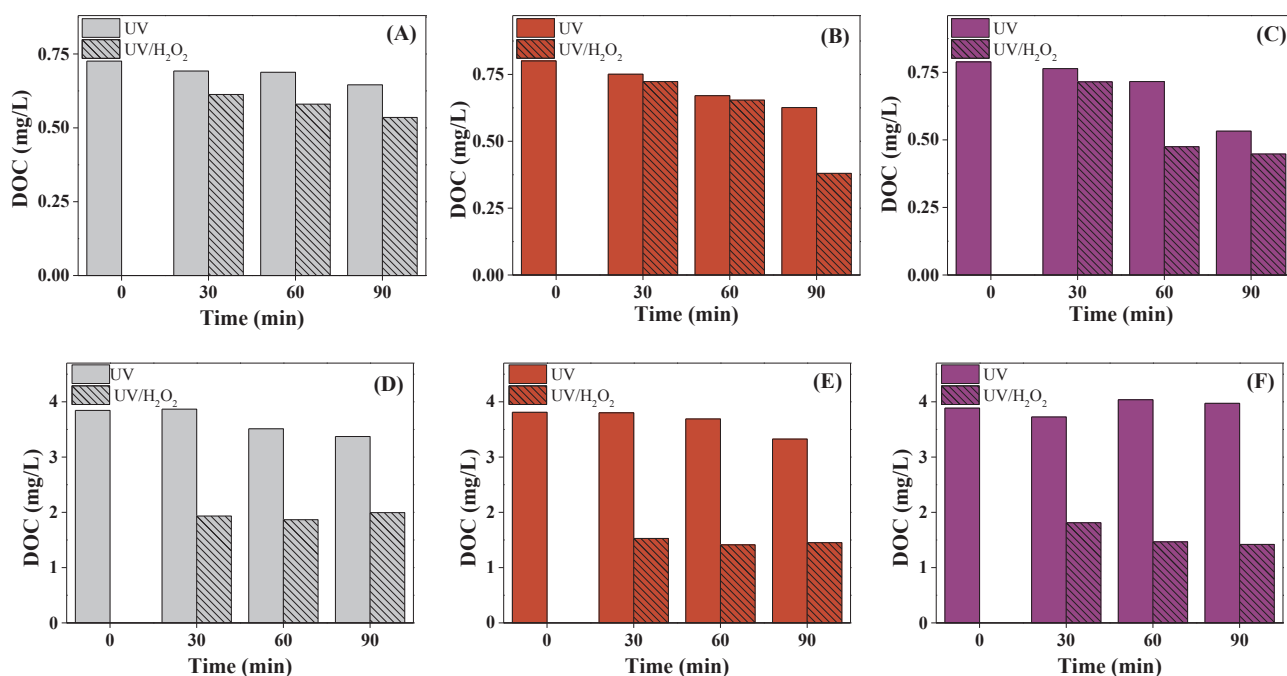 UV
UV/H₂O₂
(A)
DOC (mg/L)
0.75
0.50
0.25
0.00
0 30 60 90
Time (min)
UV
UV/H₂O₂
(B)
DOC (mg/L)
0.75
0.50
0.25
0.00
0 30 60 90
Time (min)
UV
UV/H₂O₂
(C)
DOC (mg/L)
0.75
0.50
0.25
0.00
0 30 60 90
Time (min)
UV
UV/H₂O₂
(D)
DOC (mg/L)
4
3
2
1
0
0 30 60 90
Time (min)
UV
UV/H₂O₂
(E)
DOC (mg/L)
4
3
2
1
0
0 30 60 90
Time (min)
UV
UV/H₂O₂
(F)
DOC (mg/L)
4
3
2
1
0
0 30 60 90
Time (min)